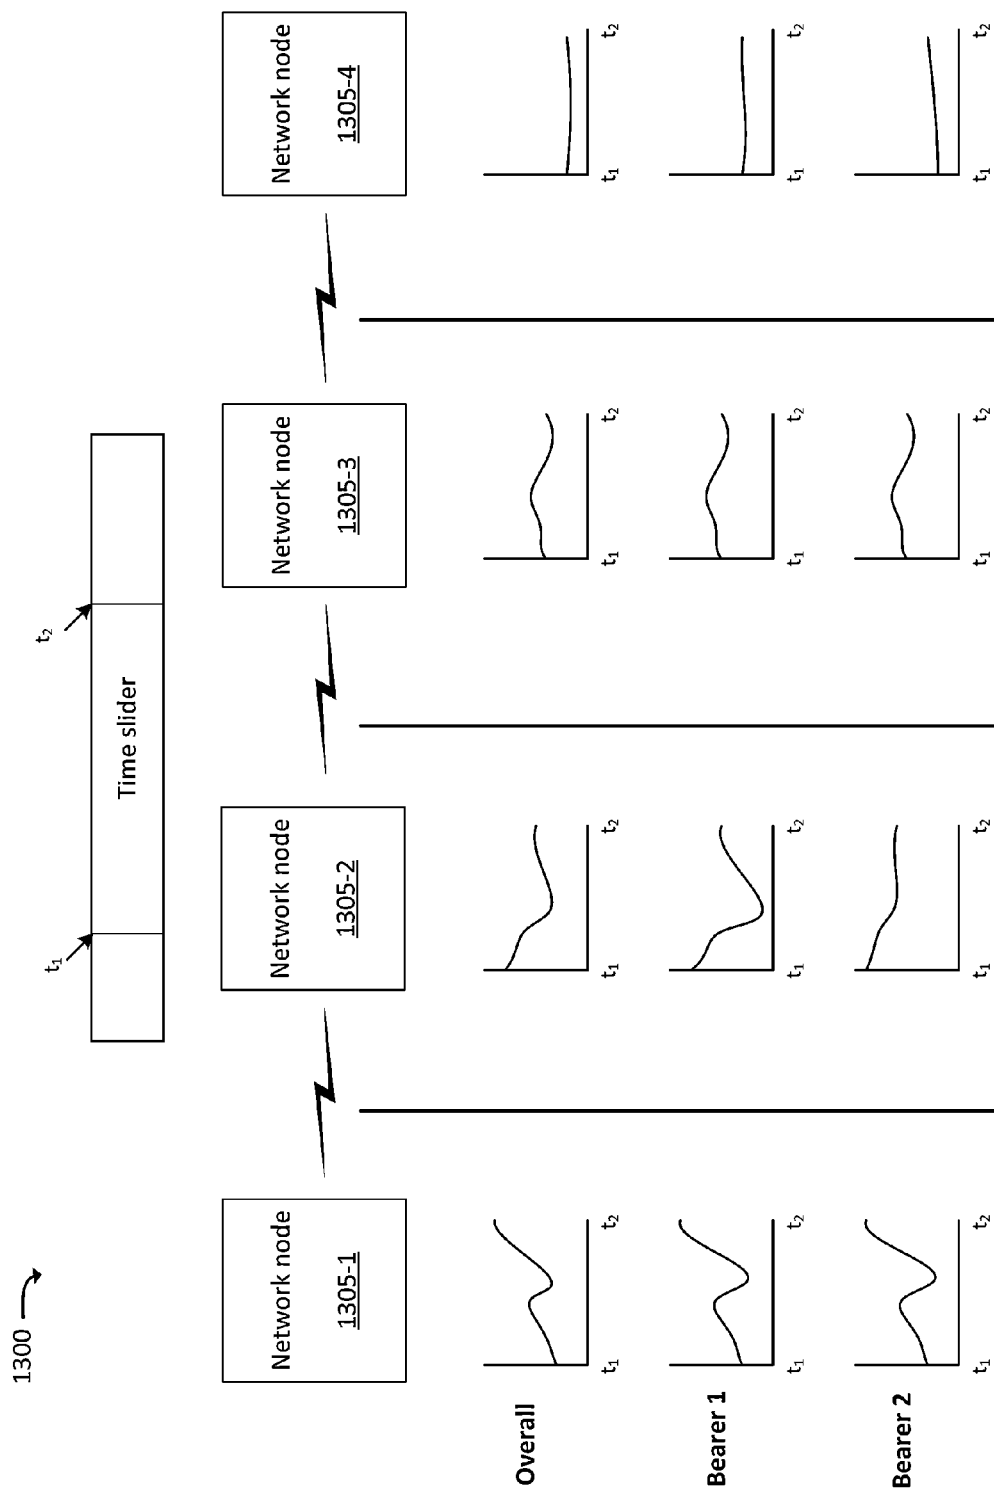 1300
t₁
t₂
Time slider
Network node
1305-1
Network node
1305-2
Network node
1305-3
Network node
1305-4
Overall
t₁
t₂
t₁
t₂
t₁
t₂
t₁
t₂
Bearer 1
t₁
t₂
t₁
t₂
t₁
t₂
t₁
t₂
Bearer 2
t₁
t₂
t₁
t₂
t₁
t₂
t₁
t₂